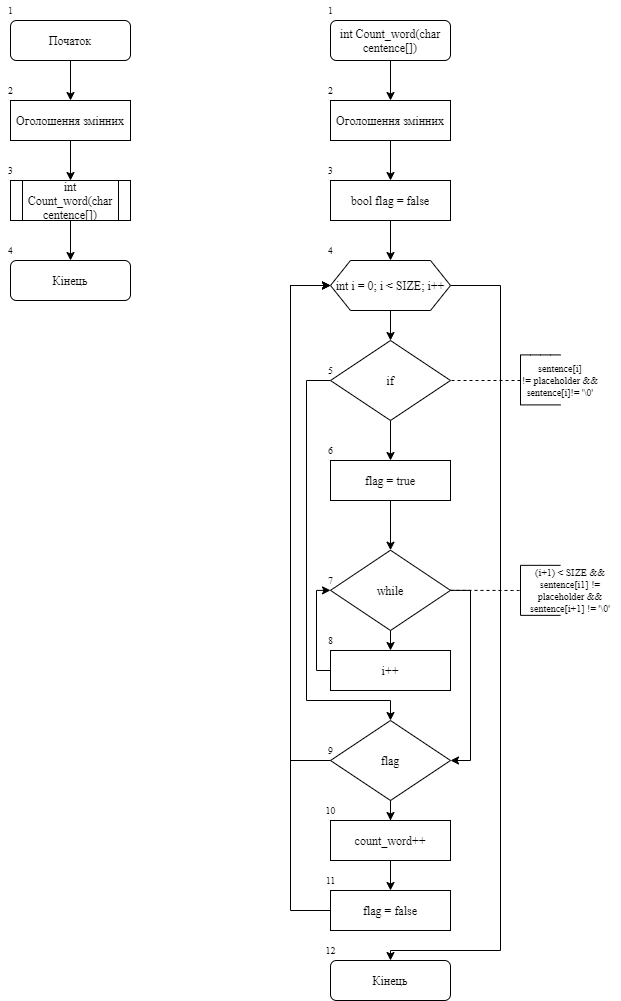 1
Початок
2
Оголошення змінних
3
int
Count_word(char
centence[])
4
Кінець
1
int Count_word(char
centence[])
2
Оголошення змінних
3
bool flag = false
4
int i = 0; i < SIZE; i++
5
if
sentence[i]
!= placeholder &&
sentence[i]!= '\0'
6
flag = true
7
while
(i+1) < SIZE &&
sentence[i1] !=
placeholder &&
sentence[i+1] != '\0'
8
i++
9
flag
10
count_word++
11
flag = false
12
Кінець